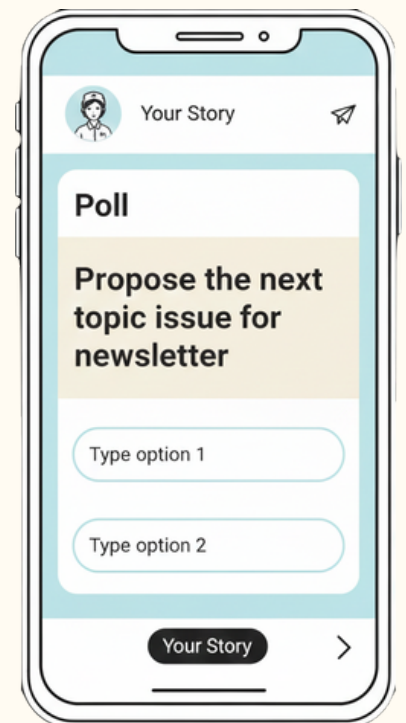 Your Story
Poll
Propose the next
topic issue for
newsletter
Type option 1
Type option 2
Your Story